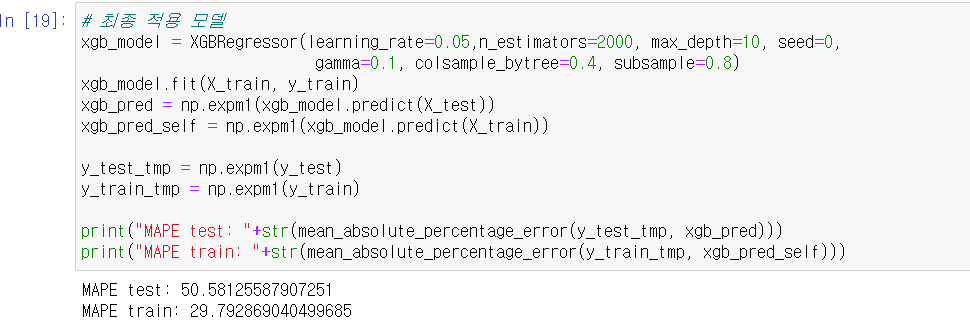 In [19]:
# 최종 적용 모델
xgb_model = XGBRegressor(learning_rate=0.05,n_estimators=2000, max_depth=10, seed=0,
gamma=0.1, colsample_bytree=0.4, subsample=0.8)
xgb_model.fit(X_train, y_train)
xgb_pred = np.expm1(xgb_model.predict(X_test))
xgb_pred_self = np.expm1(xgb_model.predict(X_train))
y_test_tmp = np.expm1(y_test)
y_train_tmp = np.expm1(y_train)
print("MAPE test: "+str(mean_absolute_percentage_error(y_test_tmp, xgb_pred)))
print("MAPE train: "+str(mean_absolute_percentage_error(y_train_tmp, xgb_pred_self)))
MAPE test: 50.58125587907251
MAPE train: 29.792869040499685